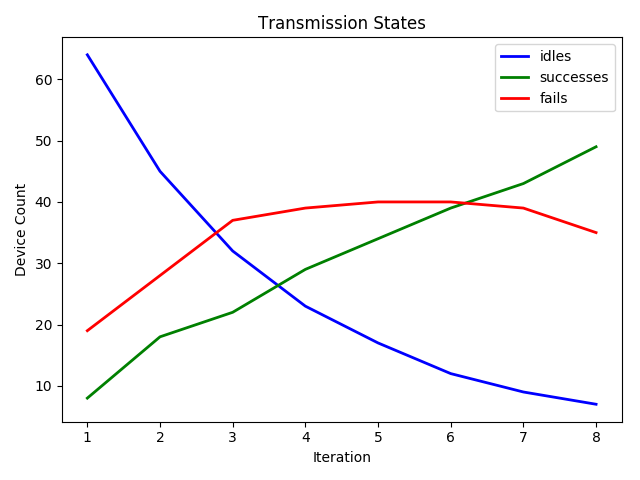 Transmission States
idles
successes
fails
Device Count
60
50
40
30
20
10
1 2 3 4 5 6 7 8
Iteration